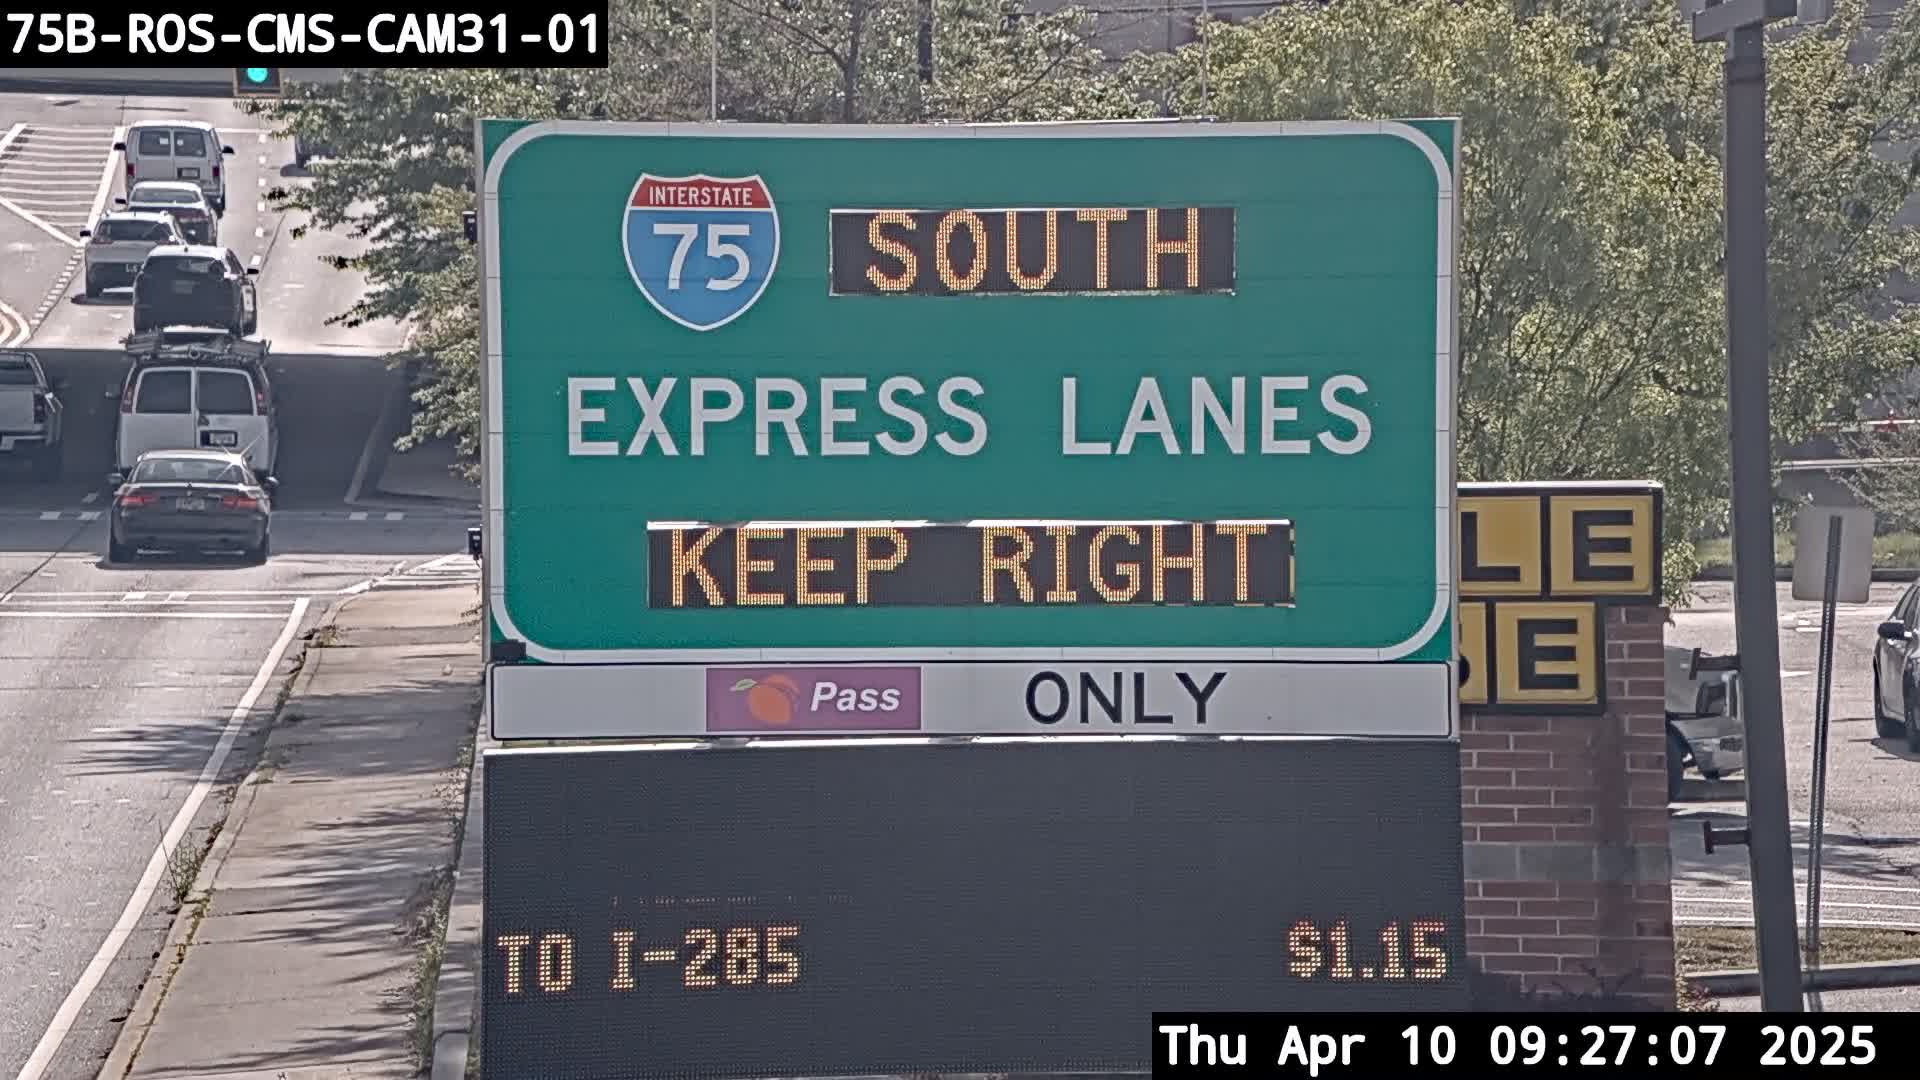 75B-ROS-CMS-CAM31-01
INTERSTATE
75
SOUTH
EXPRESS LANES
KEEP RIGHT
Pass ONLY
LE
E
TO I-285 $1.15
Thu Apr 10 09:27:07 2025